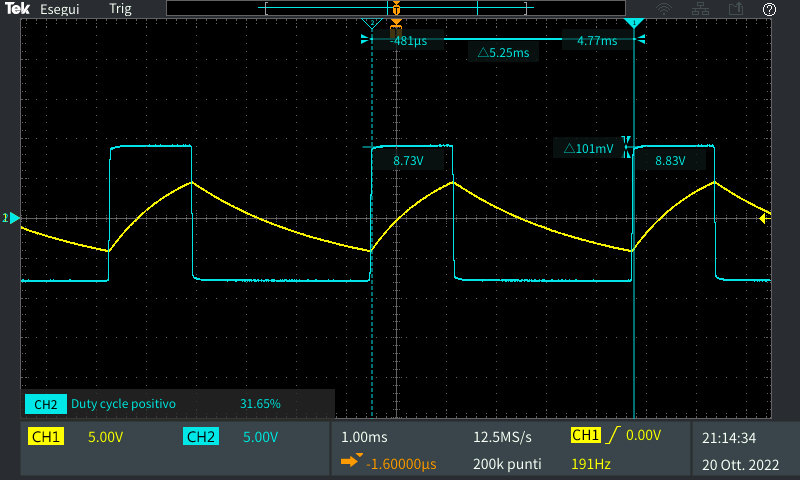 Tek Esegui Trig
-481µs 4.77ms
△5.25ms
△101mV
8.73V 8.83V
CH2 Duty cycle positivo 31.65%
CH1 5.00V CH2 5.00V
1.00ms 12.5MS/s CH1 0.00V
-1.60000µs 200k punti 191Hz
21:14:34
20 Ott. 2022